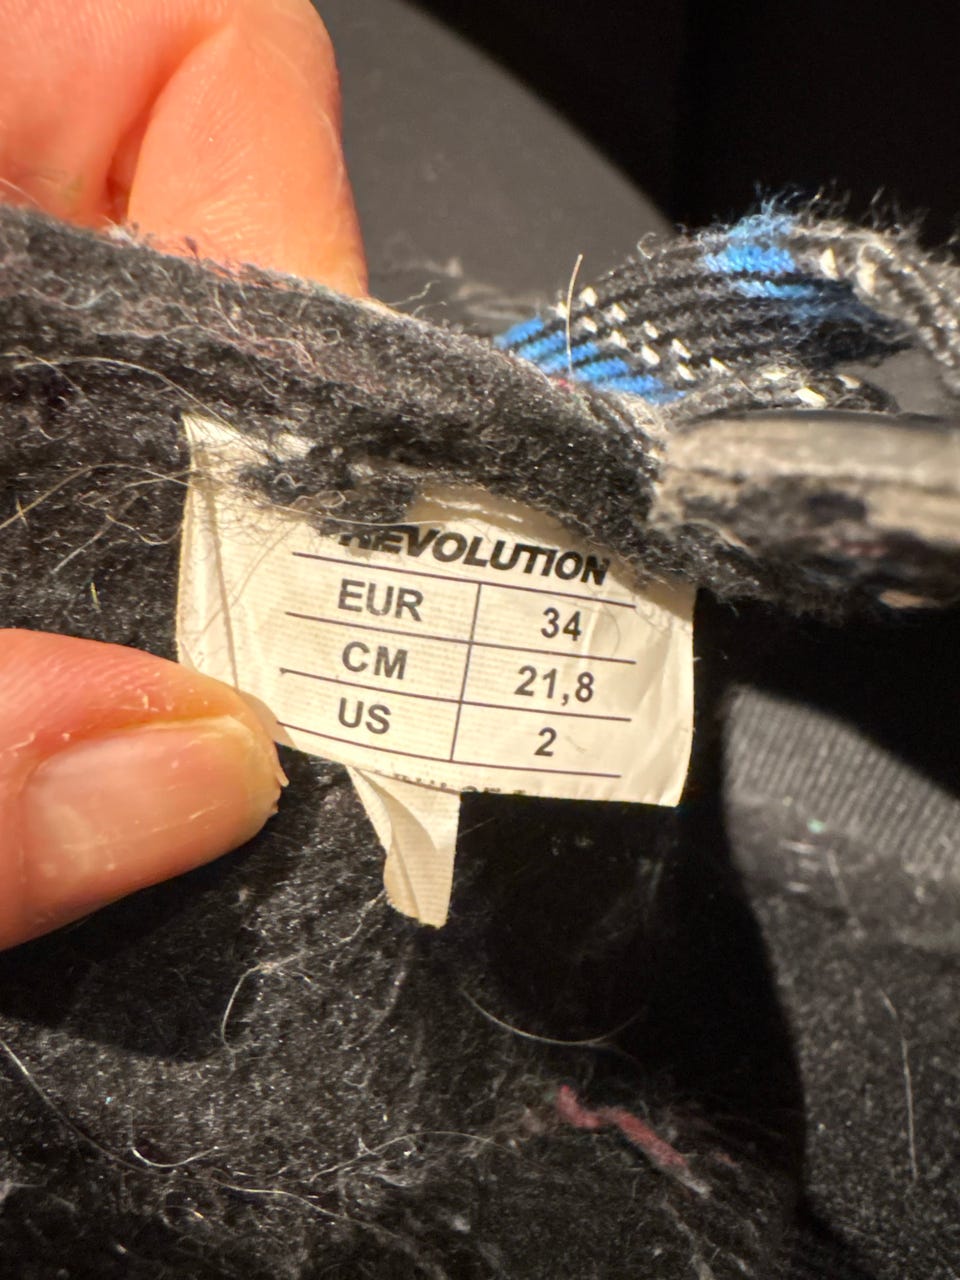 REVOLUTION
EUR 34
CM 21,8
US 2